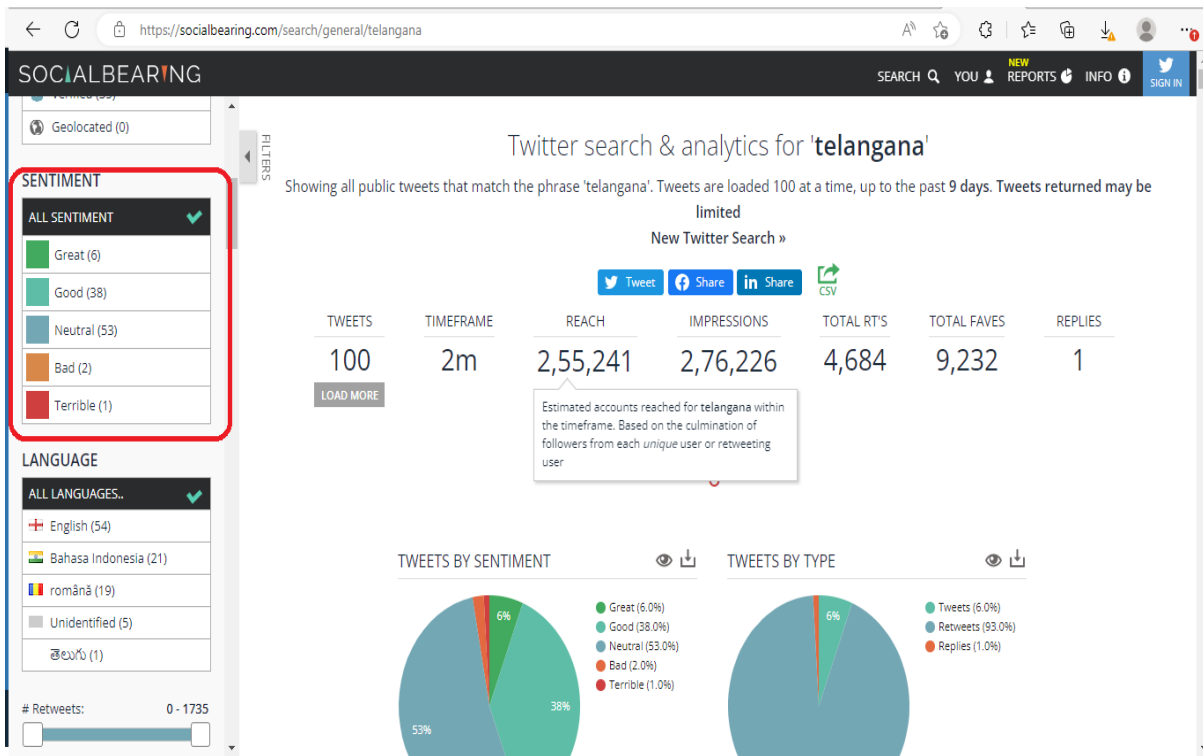 https://socialbearing.com/search/general/telangana
SOCIALBEARING
SEARCH YOU NEW REPORTS INFO SIGN IN
Verified (33)
Geolocated (0)
FILTERS
SENTIMENT
ALL SENTIMENT
Great (6)
Good (38)
Neutral (53)
Bad (2)
Terrible (1)
LANGUAGE
ALL LANGUAGES..
English (54)
Bahasa Indonesia (21)
română (19)
Unidentified (5)
తెలుగు (1)
# Retweets: 0 - 1735
Twitter search & analytics for 'telangana'
Showing all public tweets that match the phrase 'telangana'. Tweets are loaded 100 at a time, up to the past 9 days. Tweets returned may be
limited
New Twitter Search »
Tweet Share Share CSV
TWEETS TIMEFRAME REACH IMPRESSIONS TOTAL RT'S TOTAL FAVES REPLIES
100 2m 2,55,241 2,76,226 4,684 9,232 1
LOAD MORE
Estimated accounts reached for telangana within
the timeframe. Based on the culmination of
followers from each unique user or retweeting
user
TWEETS BY SENTIMENT
6%
38%
53%
Great (6.0%)
Good (38.0%)
Neutral (53.0%)
Bad (2.0%)
Terrible (1.0%)
TWEETS BY TYPE
6%
Tweets (6.0%)
Retweets (93.0%)
Replies (1.0%)